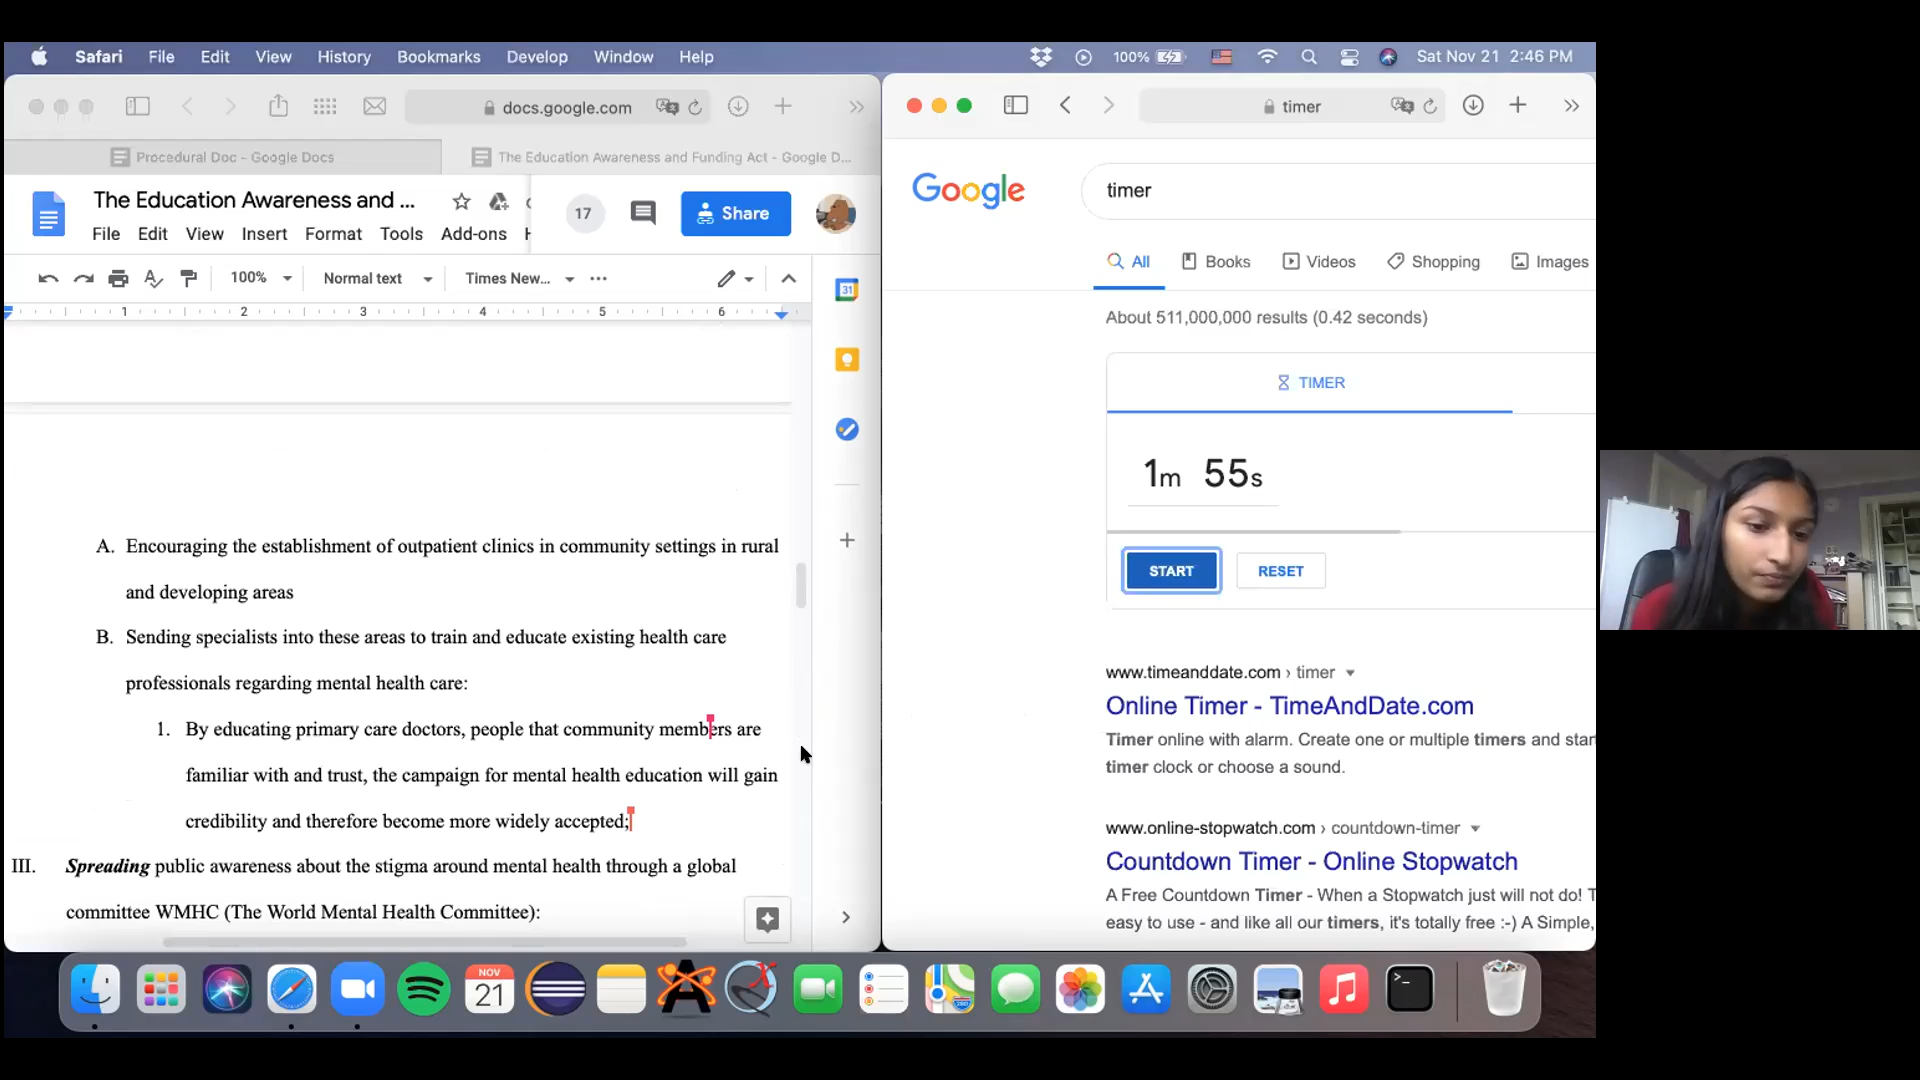 Safari File Edit View History Bookmarks Develop Window Help 100% Sat Nov 21 2:46 PM
docs.google.com
Procedural Doc - Google Docs
The Education Awareness and Funding Act - Google D...
The Education Awareness and ...
17
Share
File Edit View Insert Format Tools Add-ons
100% Normal text Times New...
1 2 3 4 5 6
31
A. Encouraging the establishment of outpatient clinics in community settings in rural
and developing areas
B. Sending specialists into these areas to train and educate existing health care
professionals regarding mental health care:
1. By educating primary care doctors, people that community members are
familiar with and trust, the campaign for mental health education will gain
credibility and therefore become more widely accepted;
III. Spreading public awareness about the stigma around mental health through a global
committee WMHC (The World Mental Health Committee):
timer
Google
timer
All Books Videos Shopping Images
About 511,000,000 results (0.42 seconds)
TIMER
1m 55s
START RESET
www.timeanddate.com › timer
Online Timer - TimeAndDate.com
Timer online with alarm. Create one or multiple timers and star
timer clock or choose a sound.
www.online-stopwatch.com › countdown-timer
Countdown Timer - Online Stopwatch
A Free Countdown Timer - When a Stopwatch just will not do! T
easy to use - and like all our timers, it's totally free :-) A Simple,
NOV
21